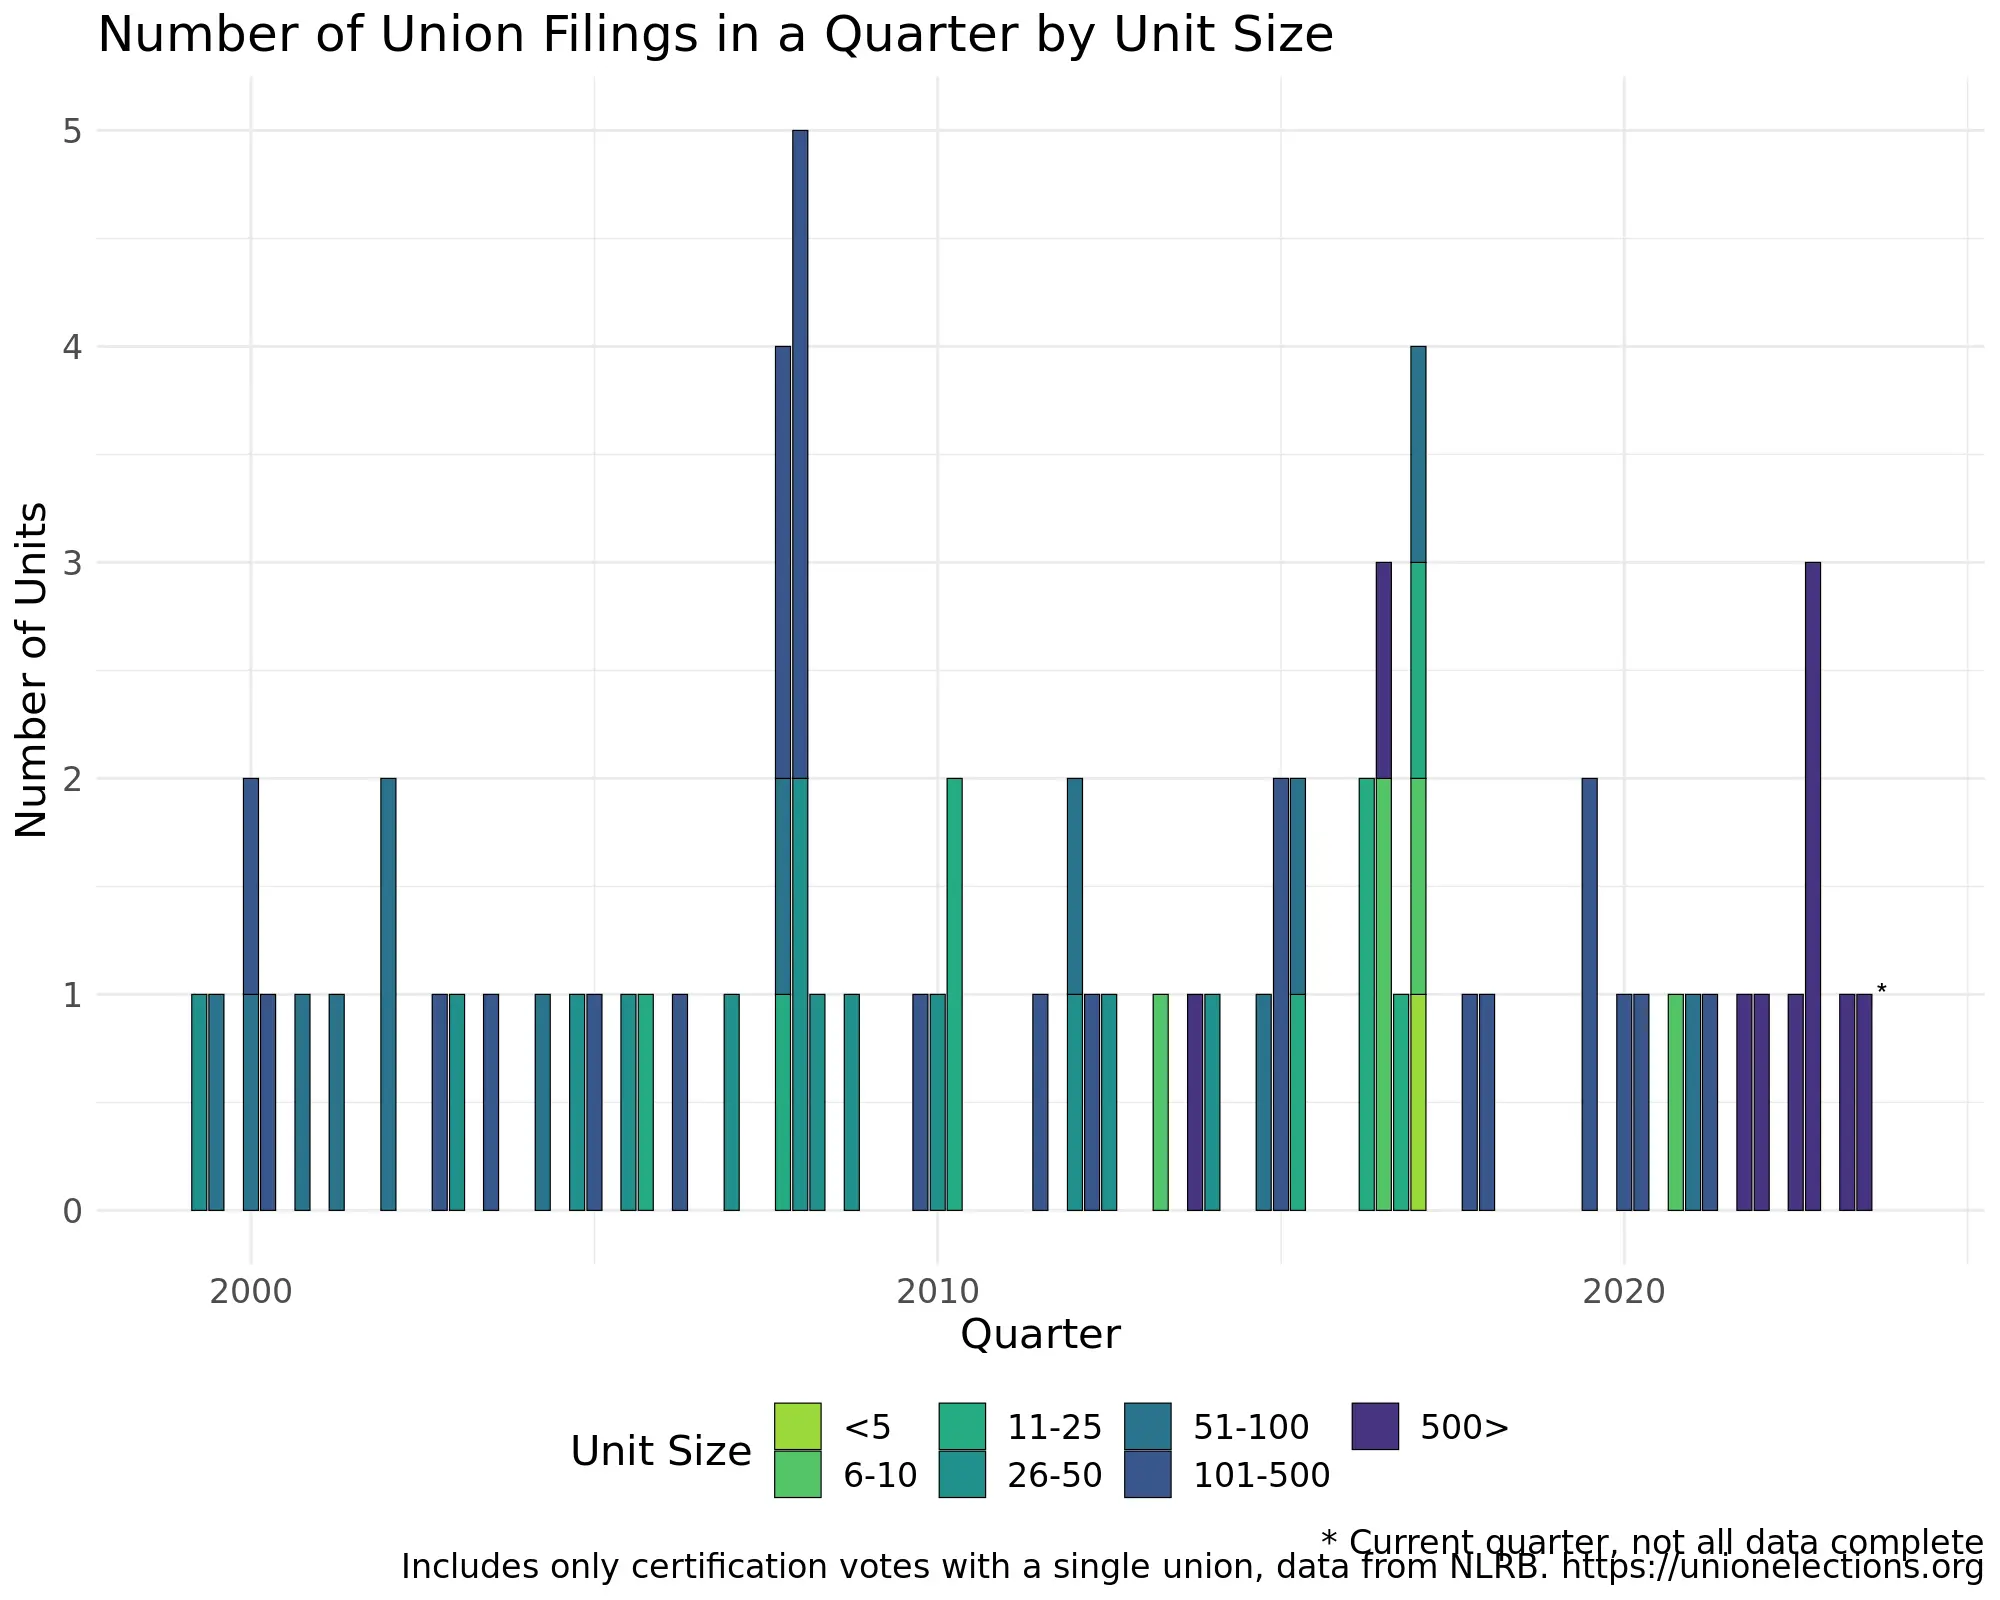 Number of Union Filings in a Quarter by Unit Size
Number of Units
5
4
3
2
1
0
*
2000 2010 2020
Quarter
Unit Size
<5 11-25 51-100 500>
6-10 26-50 101-500
* Current quarter, not all data complete
Includes only certification votes with a single union, data from NLRB. https://unionelections.org